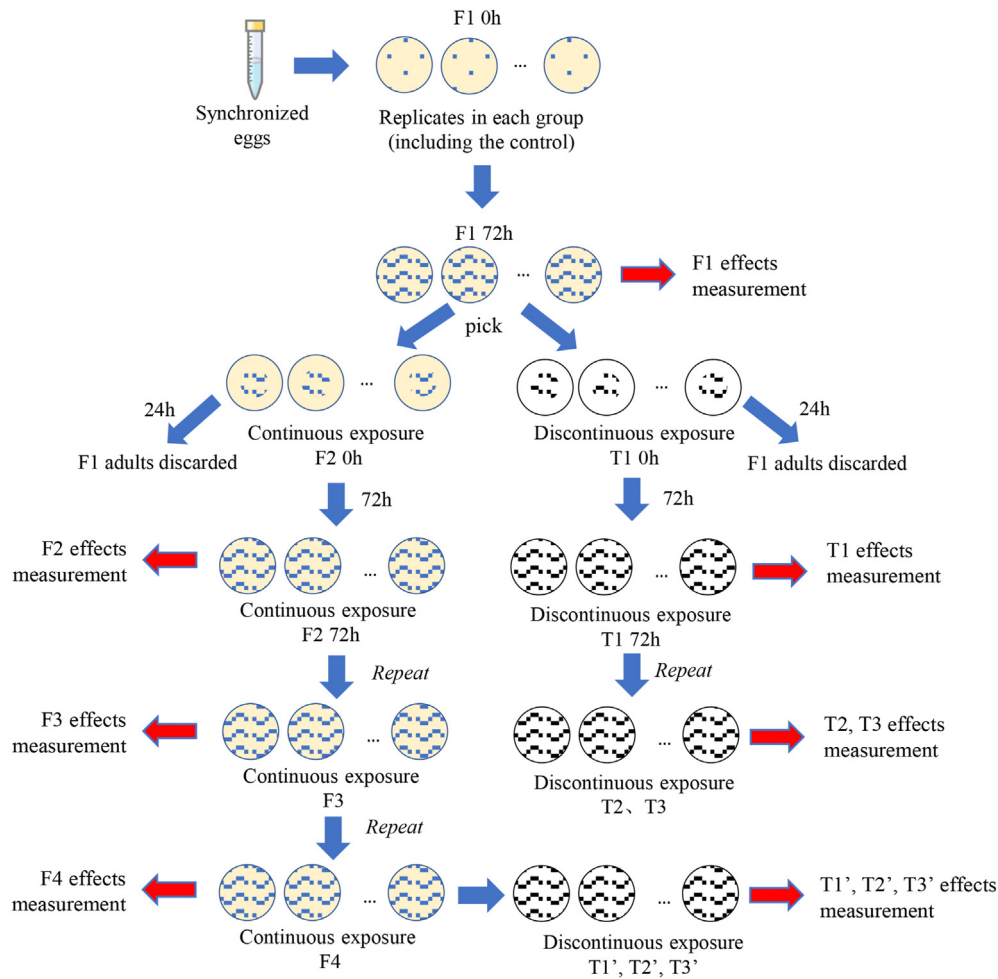 F1 0h
...
Synchronized
eggs
Replicates in each group
(including the control)
F1 72h
...
F1 effects
measurement
pick
...
...
24h
24h
Continuous exposure
F2 0h
Discontinuous exposure
T1 0h
F1 adults discarded
F1 adults discarded
72h
72h
F2 effects
measurement
...
...
T1 effects
measurement
Continuous exposure
F2 72h
Discontinuous exposure
T1 72h
Repeat
Repeat
F3 effects
measurement
...
...
T2, T3 effects
measurement
Continuous exposure
F3
Discontinuous exposure
T2、T3
Repeat
F4 effects
measurement
...
...
T1’, T2’, T3’ effects
measurement
Continuous exposure
F4
Discontinuous exposure
T1’, T2’, T3’